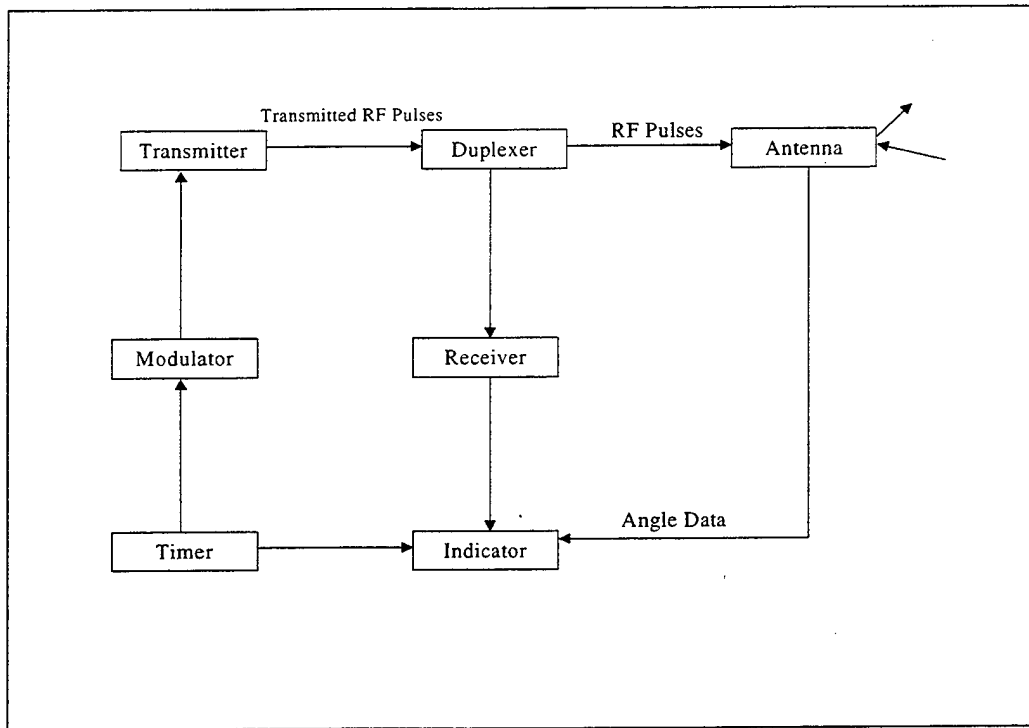 Transmitted RF Pulses
RF Pulses
Transmitter
Duplexer
Antenna
Modulator
Receiver
Angle Data
Timer
Indicator